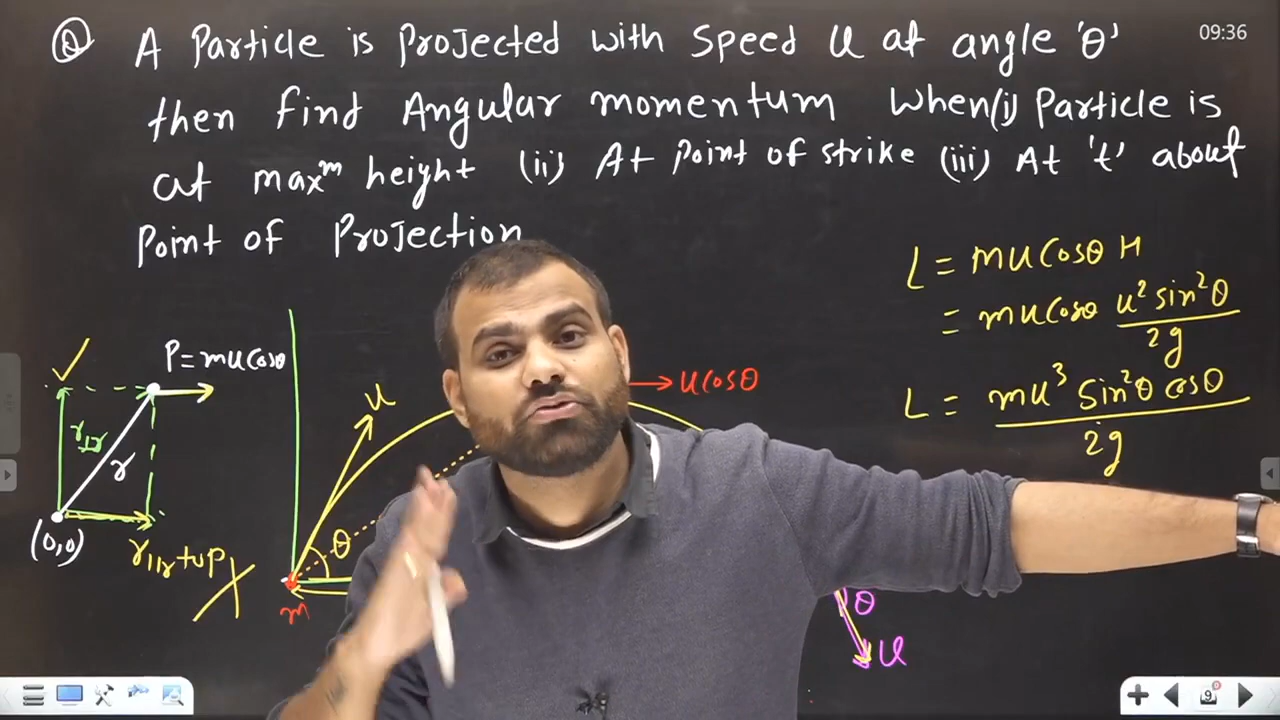 Q A Particle is Projected with Speed u at angle 'θ'
09:36
then find Angular momentum When (i) Particle is
at maxᵐ height (ii) At Point of strike (iii) At 't' about
Point of Projection
L = mu cosθ H
= mu cosθ u² sin²θ / 2g
L = mu³ sin²θ cosθ / 2g
P = mu cosθ
u
u cosθ
r⊥r
r
(0,0)
r||r to P
θ
m
θ
u
9